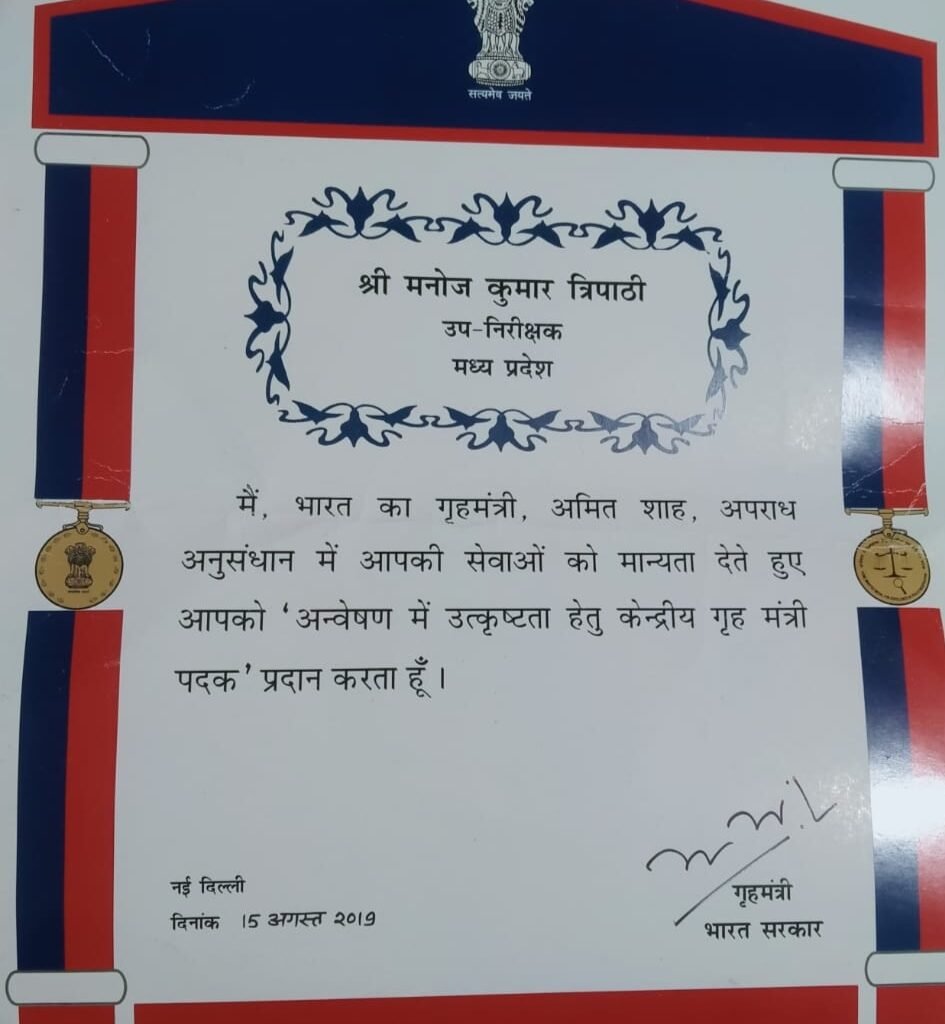 सत्यमेव जयते
श्री मनोज कुमार त्रिपाठी
उप-निरीक्षक
मध्य प्रदेश
मैं, भारत का गृहमंत्री, अमित शाह, अपराध
अनुसंधान में आपकी सेवाओं को मान्यता देते हुए
आपको ‘अन्वेषण में उत्कृष्टता हेतु केन्द्रीय गृह मंत्री
पदक’ प्रदान करता हूँ।
नई दिल्ली
दिनांक 15 अगस्त 2019
गृहमंत्री
भारत सरकार